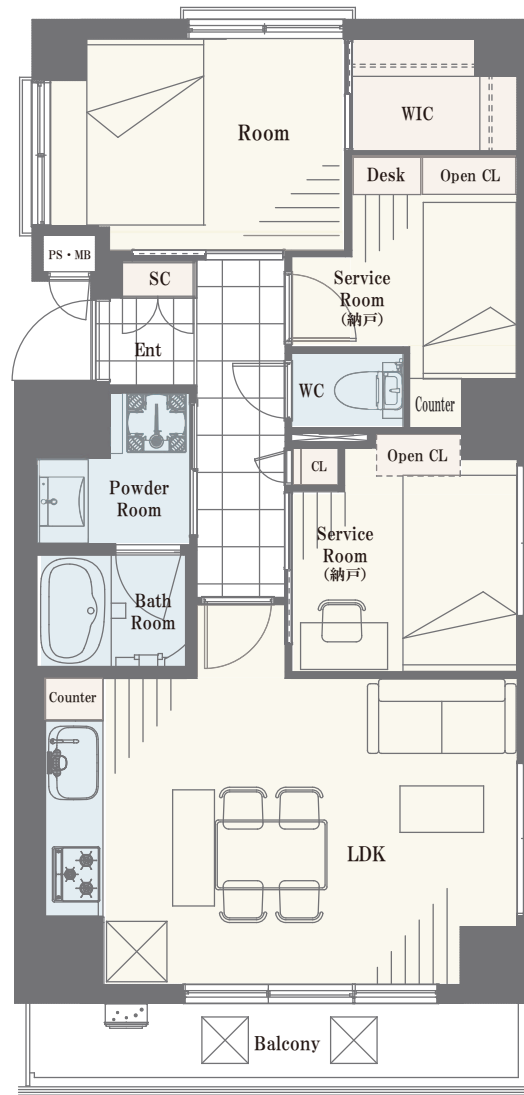 WIC
Room
Desk
Open CL
PS・MB
SC
Service
Room
(納戸)
Ent
WC
Counter
Open CL
CL
Powder
Room
Service
Room
(納戸)
Bath
Room
Counter
LDK
Balcony